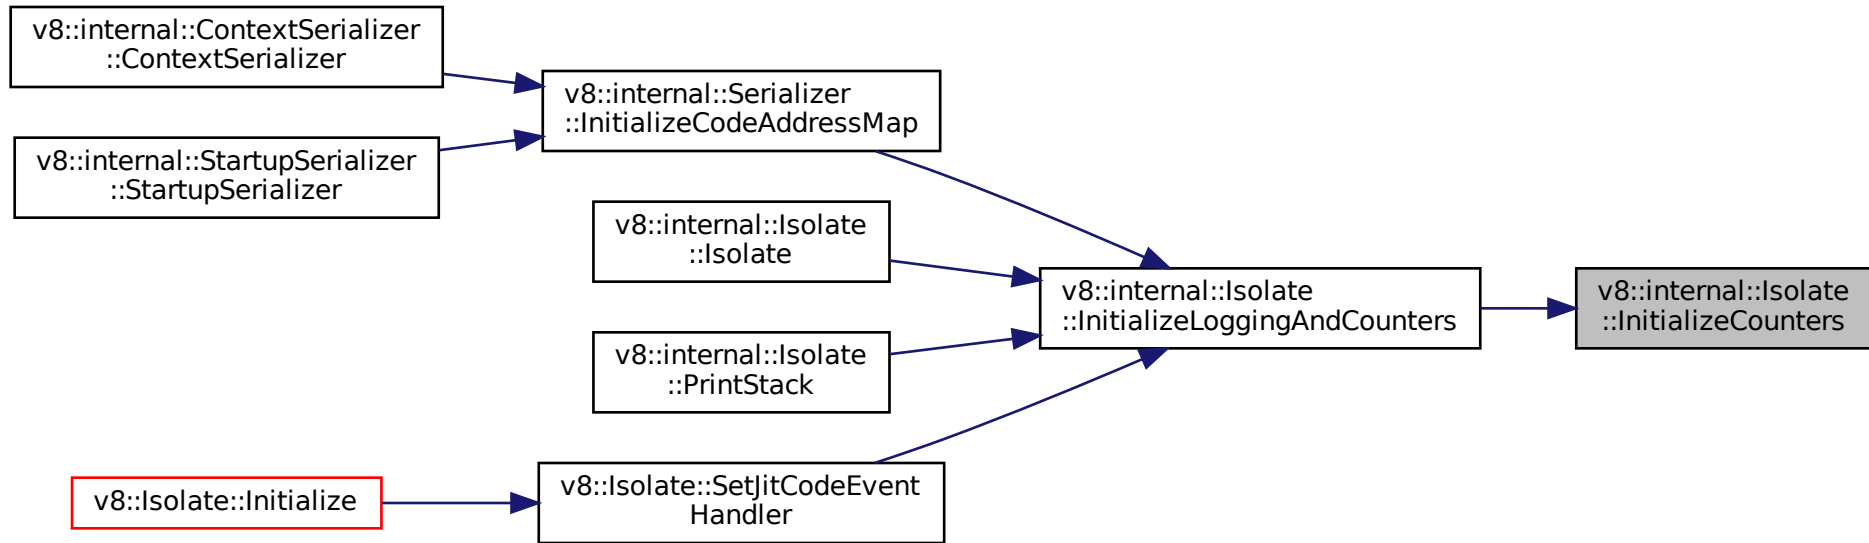 v8::internal::ContextSerializer
::ContextSerializer
v8::internal::StartupSerializer
::StartupSerializer
v8::internal::Serializer
::InitializeCodeAddressMap
v8::internal::Isolate
::Isolate
v8::internal::Isolate
::PrintStack
v8::Isolate::Initialize
v8::Isolate::SetJitCodeEvent
Handler
v8::internal::Isolate
::InitializeLoggingAndCounters
v8::internal::Isolate
::InitializeCounters